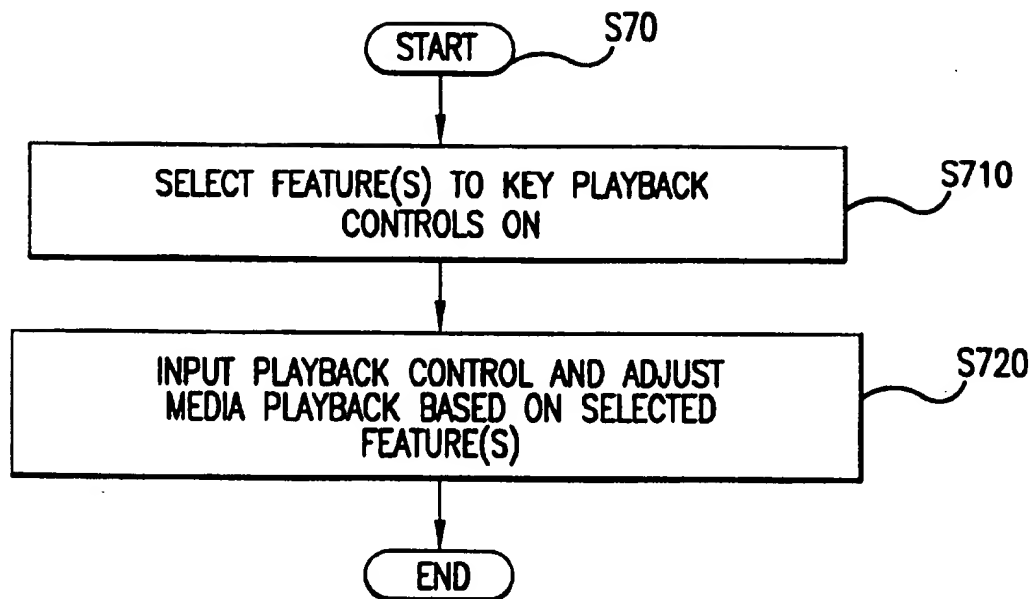 START
S70
SELECT FEATURE(S) TO KEY PLAYBACK
CONTROLS ON
S710
INPUT PLAYBACK CONTROL AND ADJUST
MEDIA PLAYBACK BASED ON SELECTED
FEATURE(S)
S720
END